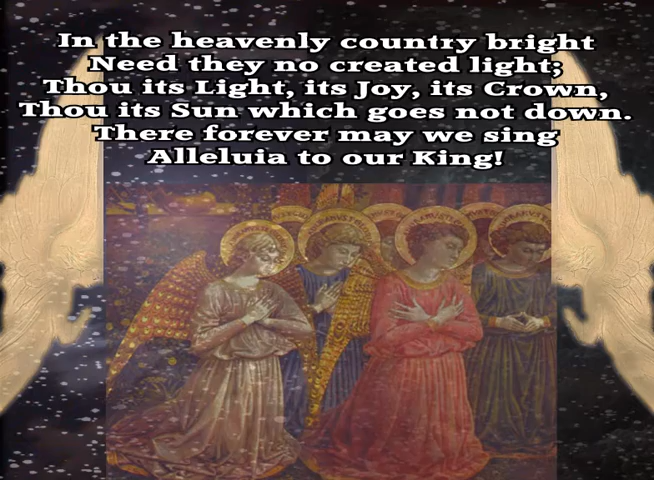 In the heavenly country bright
Need they no created light;
Thou its Light, its Joy, its Crown,
Thou its Sun which goes not down.
There forever may we sing
Alleluia to our King!